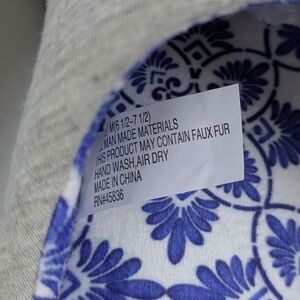 M(6 1/2-7 1/2)
MAN MADE MATERIALS
THIS PRODUCT MAY CONTAIN FAUX FUR
HAND WASH,AIR DRY
MADE IN CHINA
RN#45836